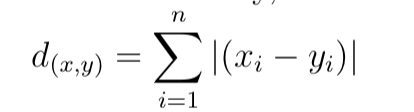 d_{(x,y)} = \sum_{i=1}^{n} |(x_i - y_i)|